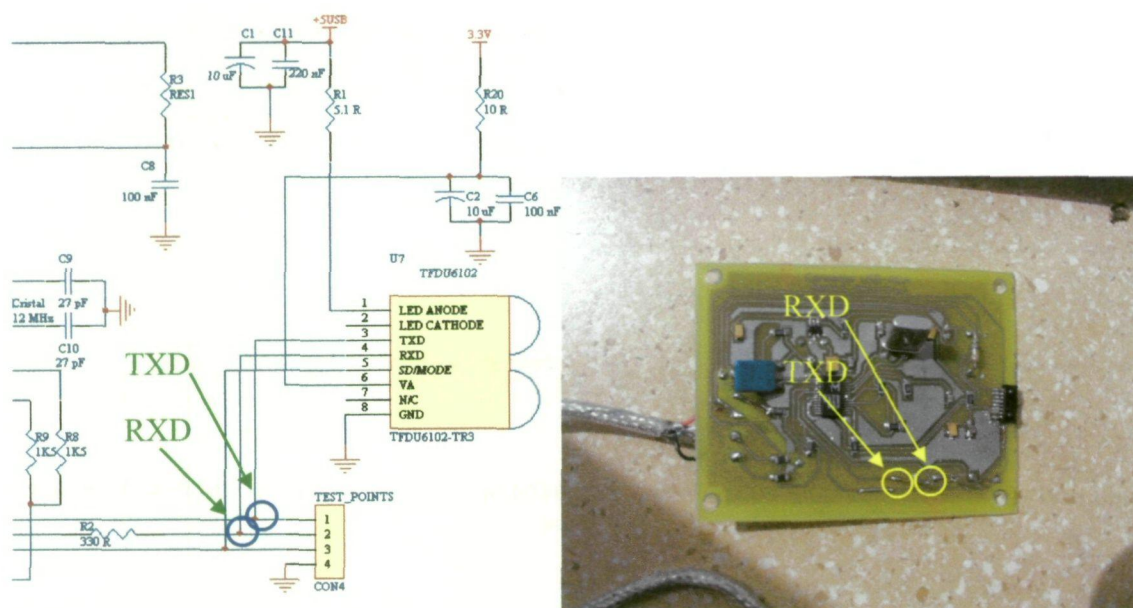 +5USB
C1
C11
10 uF
220 nF
3.3V
R3
RES1
R1
5.1 R
R20
10 R
C8
100 nF
C2
10 uF
C6
100 nF
U7
TFDU6102
C9
27 pF
Cristal
12 MHz
C10
27 pF
1 LED ANODE
2 LED CATHODE
3 TXD
4 RXD
5 SD/MODE
6 VA
7 N/C
8 GND
TFDU6102-TR3
TXD
RXD
R9
1K5
R8
1K5
TEST_POINTS
R2
330 R
1
2
3
4
CON4
RXD
TXD